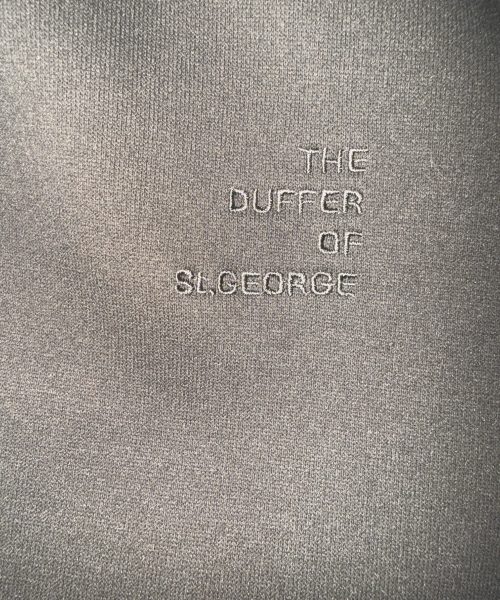 THE
DUFFER
OF
St.GEORGE